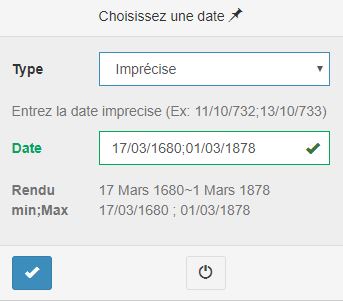 Choisissez une date
Type Imprécise
Entrez la date imprecise (Ex: 11/10/732;13/10/733)
Date 17/03/1680;01/03/1878
Rendu 17 Mars 1680~1 Mars 1878
min;Max 17/03/1680 ; 01/03/1878